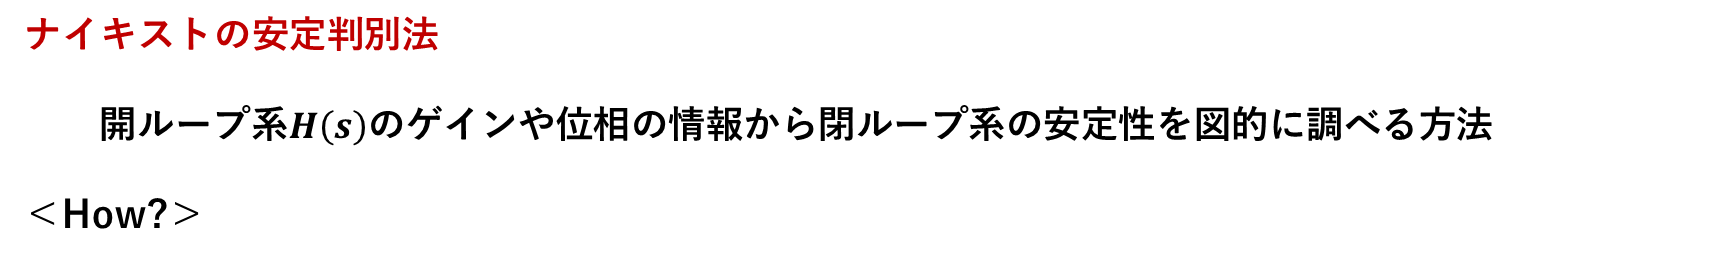 ナイキストの安定判別法
開ループ系H(s)のゲインや位相の情報から閉ループ系の安定性を図的に調べる方法
＜How?＞